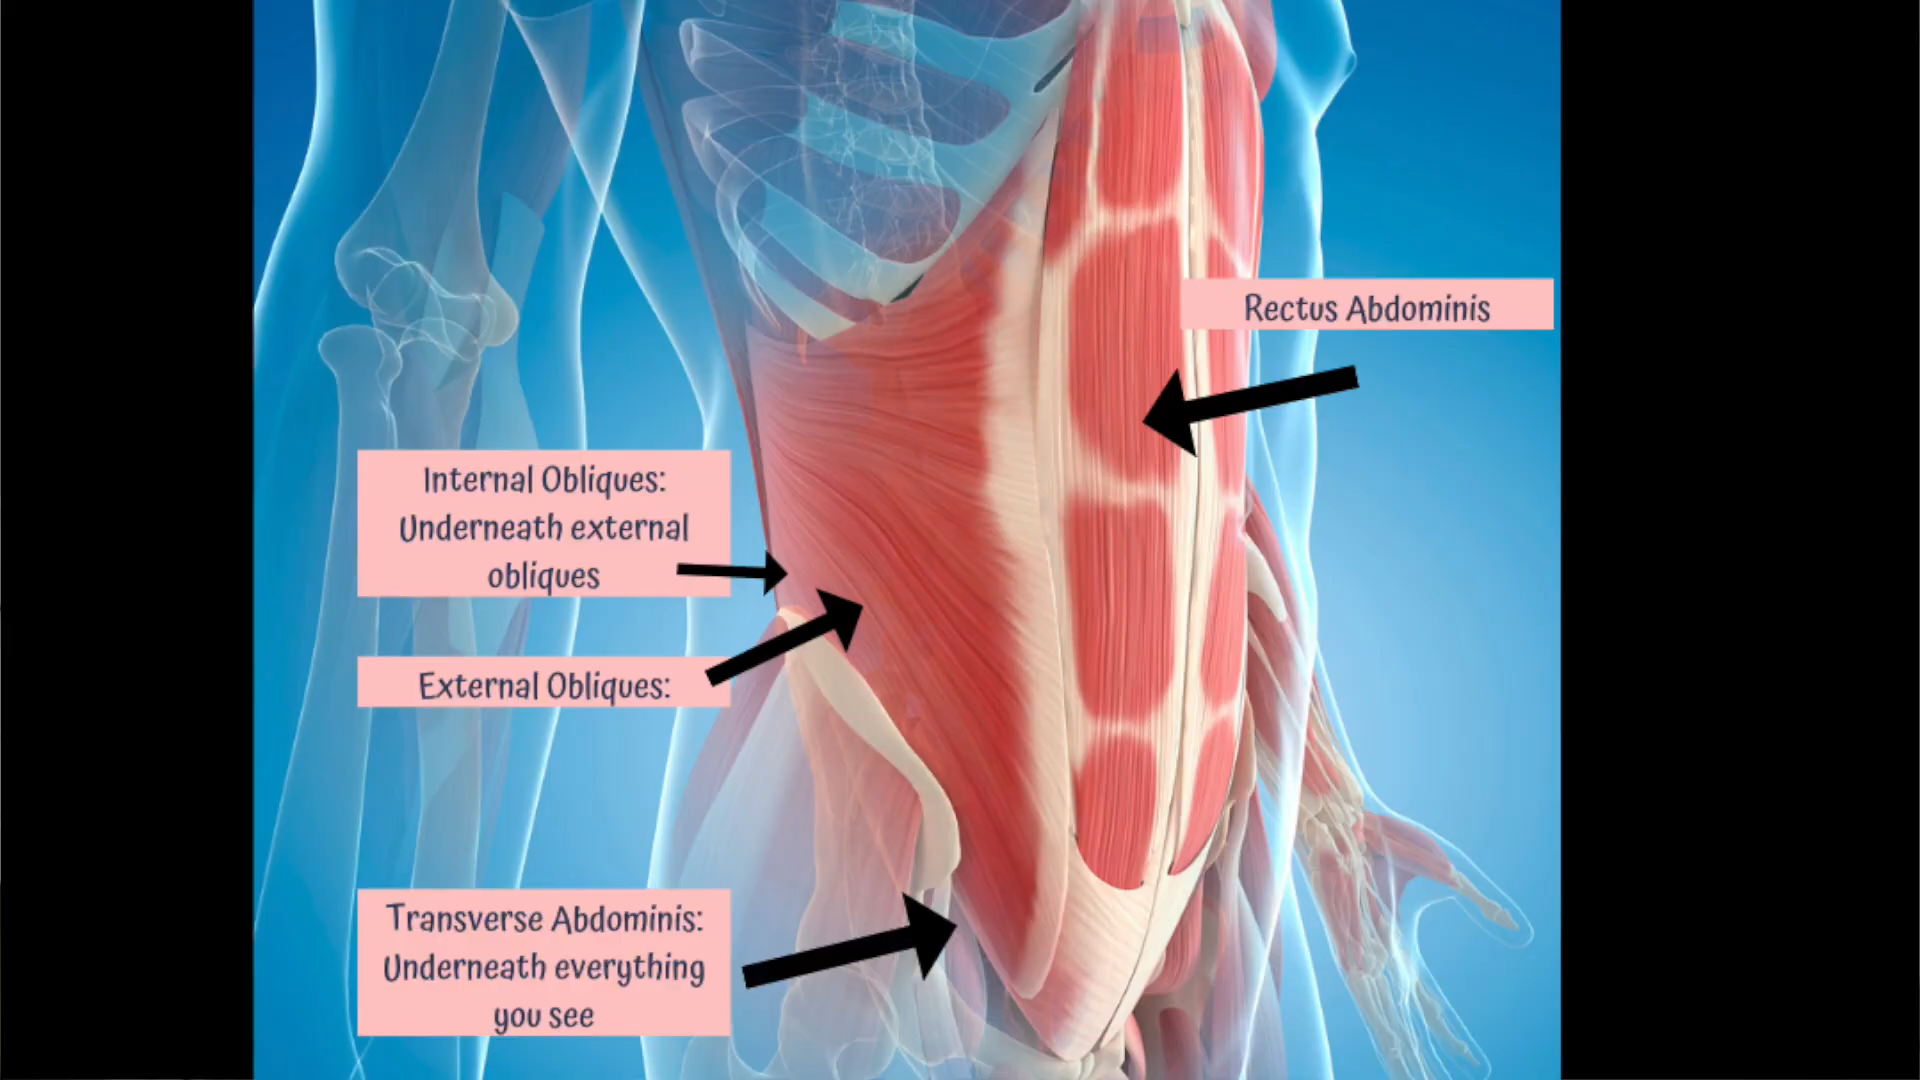 Rectus Abdominis
Internal Obliques:
Underneath external
obliques
External Obliques:
Transverse Abdominis:
Underneath everything
you see